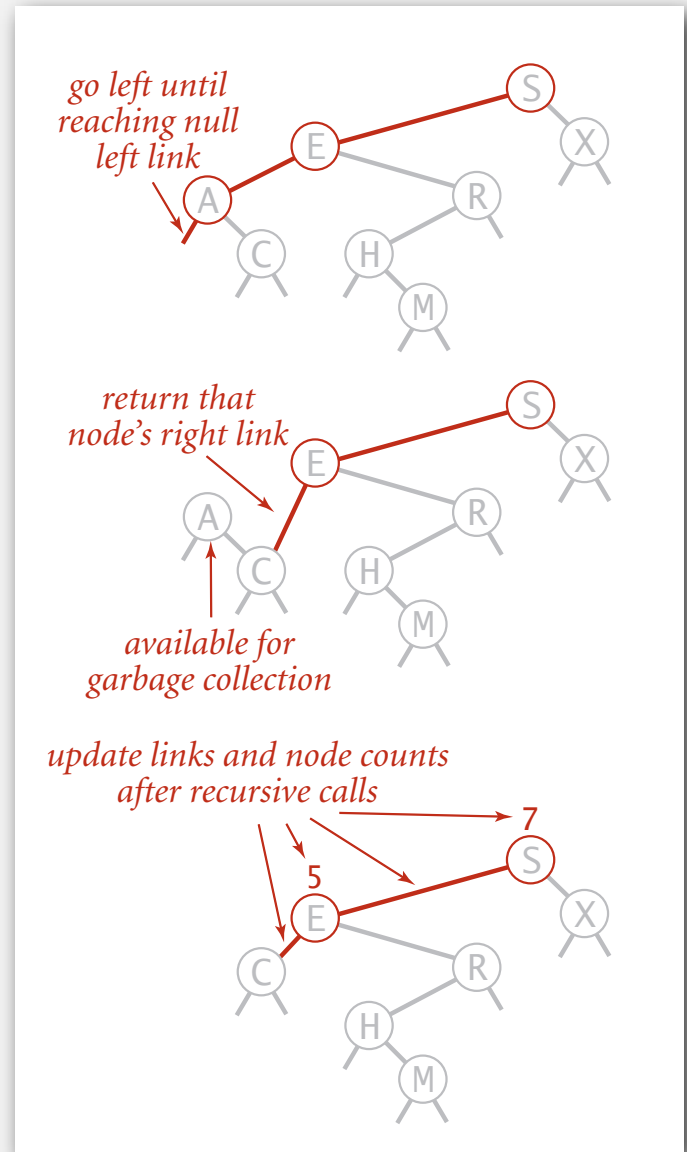 go left until
reaching null
left link
S
E
X
A
R
C
H
M
return that
node's right link
S
E
X
A
R
C
H
M
available for
garbage collection
update links and node counts
after recursive calls
7
S
5
E
X
C
R
H
M